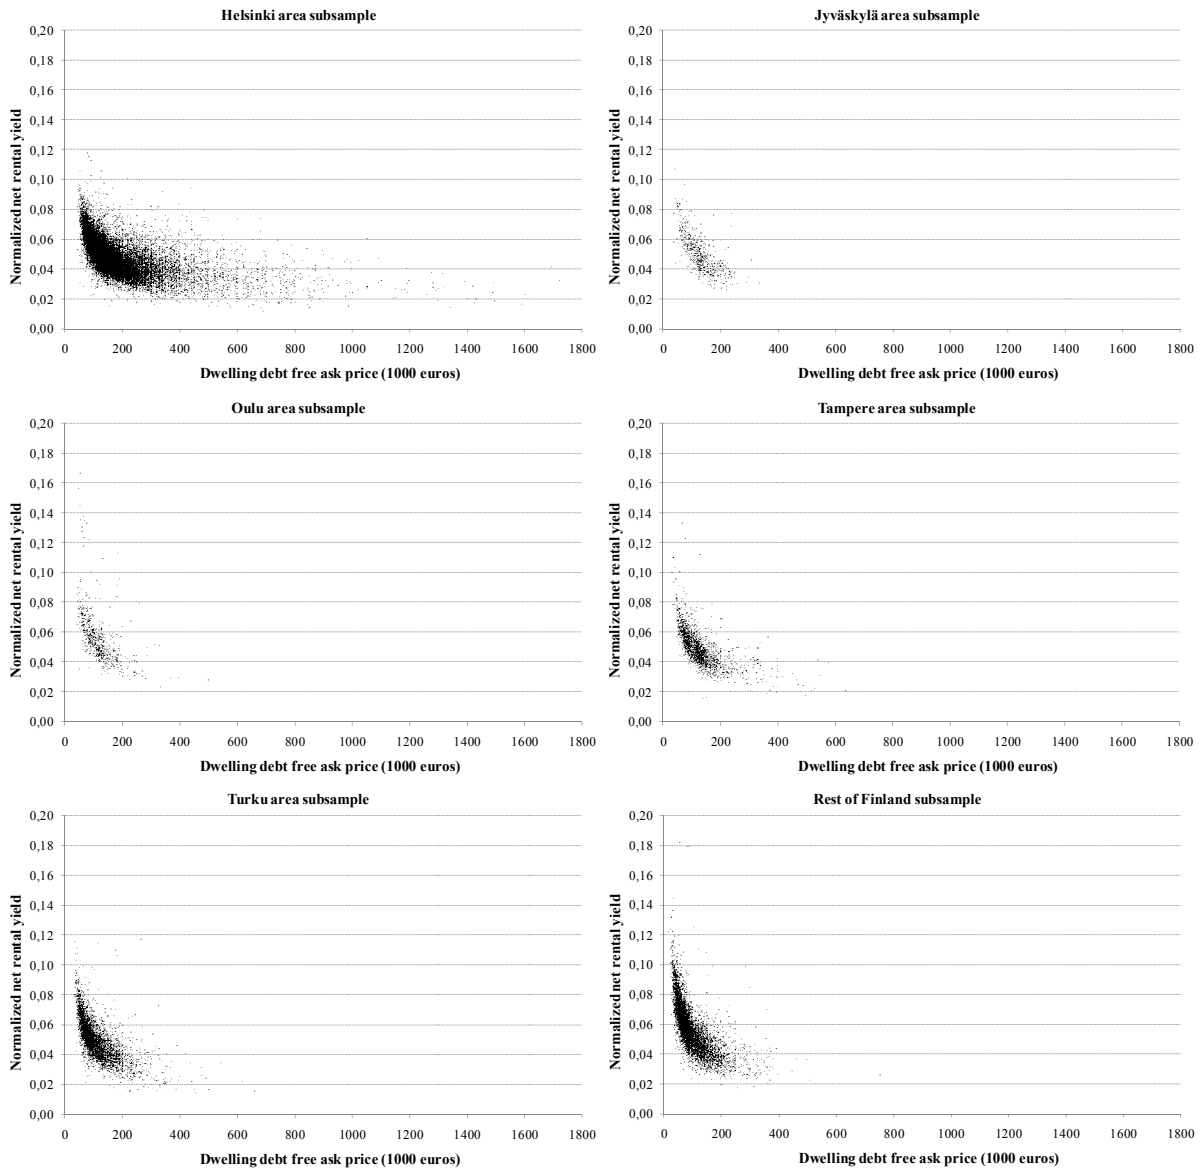 Helsinki area subsample
0,20
0,18
0,16
0,14
0,12
0,10
0,08
0,06
0,04
0,02
0,00
Normalized net rental yield
0 200 400 600 800 1000 1200 1400 1600 1800
Dwelling debt free ask price (1000 euros)
Jyväskylä area subsample
0,20
0,18
0,16
0,14
0,12
0,10
0,08
0,06
0,04
0,02
0,00
Normalized net rental yield
0 200 400 600 800 1000 1200 1400 1600 1800
Dwelling debt free ask price (1000 euros)
Oulu area subsample
0,20
0,18
0,16
0,14
0,12
0,10
0,08
0,06
0,04
0,02
0,00
Normalized net rental yield
0 200 400 600 800 1000 1200 1400 1600 1800
Dwelling debt free ask price (1000 euros)
Tampere area subsample
0,20
0,18
0,16
0,14
0,12
0,10
0,08
0,06
0,04
0,02
0,00
Normalized net rental yield
0 200 400 600 800 1000 1200 1400 1600 1800
Dwelling debt free ask price (1000 euros)
Turku area subsample
0,20
0,18
0,16
0,14
0,12
0,10
0,08
0,06
0,04
0,02
0,00
Normalized net rental yield
0 200 400 600 800 1000 1200 1400 1600 1800
Dwelling debt free ask price (1000 euros)
Rest of Finland subsample
0,20
0,18
0,16
0,14
0,12
0,10
0,08
0,06
0,04
0,02
0,00
Normalized net rental yield
0 200 400 600 800 1000 1200 1400 1600 1800
Dwelling debt free ask price (1000 euros)